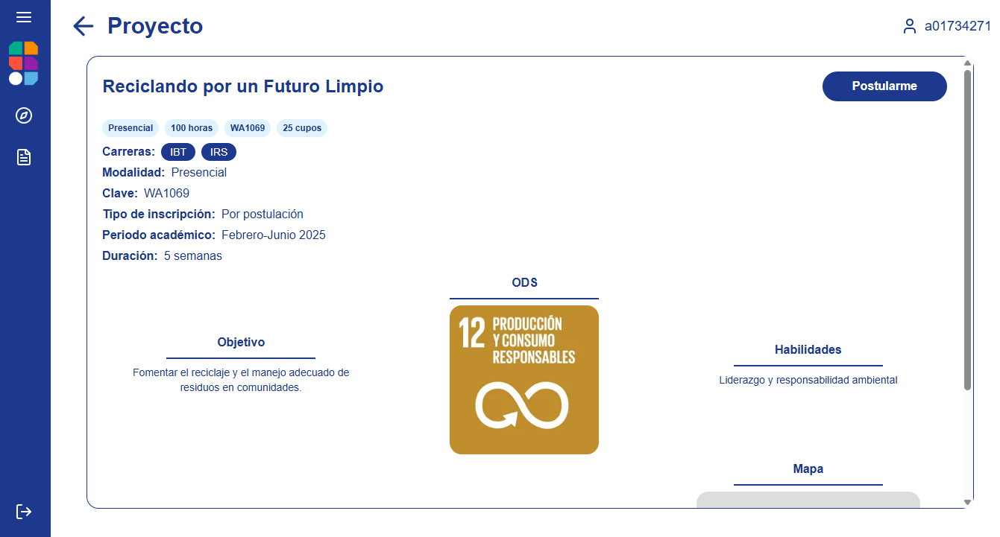 Proyecto
a01734271
Reciclando por un Futuro Limpio
Postularme
Presencial 100 horas WA1069 25 cupos
Carreras: IBT IRS
Modalidad: Presencial
Clave: WA1069
Tipo de inscripción: Por postulación
Periodo académico: Febrero-Junio 2025
Duración: 5 semanas
ODS
12 PRODUCCIÓN
Y CONSUMO
RESPONSABLES
Objetivo
Fomentar el reciclaje y el manejo adecuado de
residuos en comunidades.
Habilidades
Liderazgo y responsabilidad ambiental
Mapa